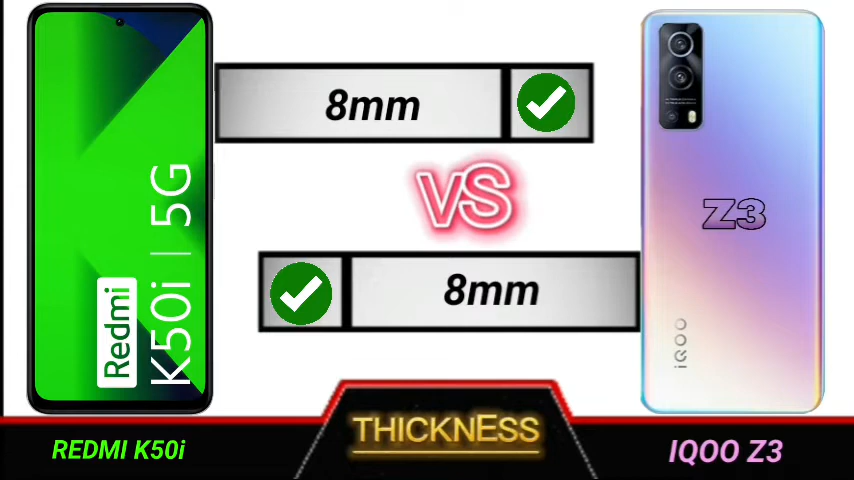 Redmi
K50i | 5G
8mm
VS
8mm
Z3
iQOO
THICKNESS
REDMI K50i
IQOO Z3